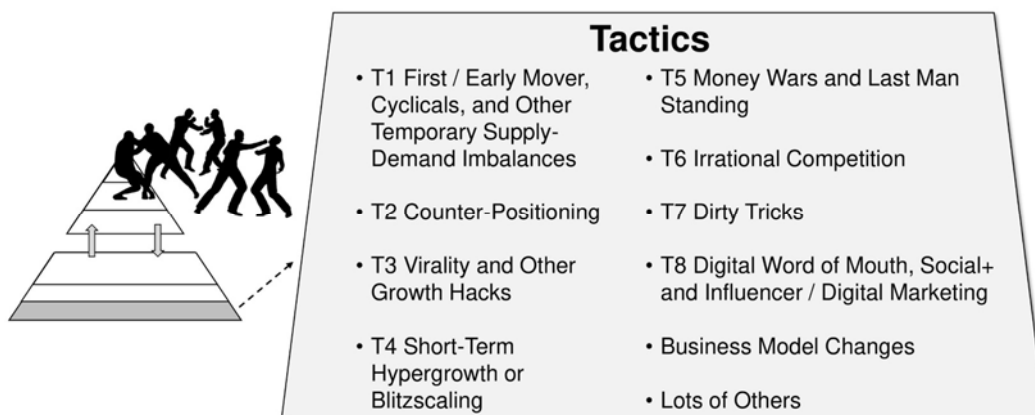 Tactics
• T1 First / Early Mover,
Cyclicals, and Other
Temporary Supply-
Demand Imbalances
• T2 Counter-Positioning
• T3 Virality and Other
Growth Hacks
• T4 Short-Term
Hypergrowth or
Blitzscaling
• T5 Money Wars and Last Man
Standing
• T6 Irrational Competition
• T7 Dirty Tricks
• T8 Digital Word of Mouth, Social+
and Influencer / Digital Marketing
• Business Model Changes
• Lots of Others